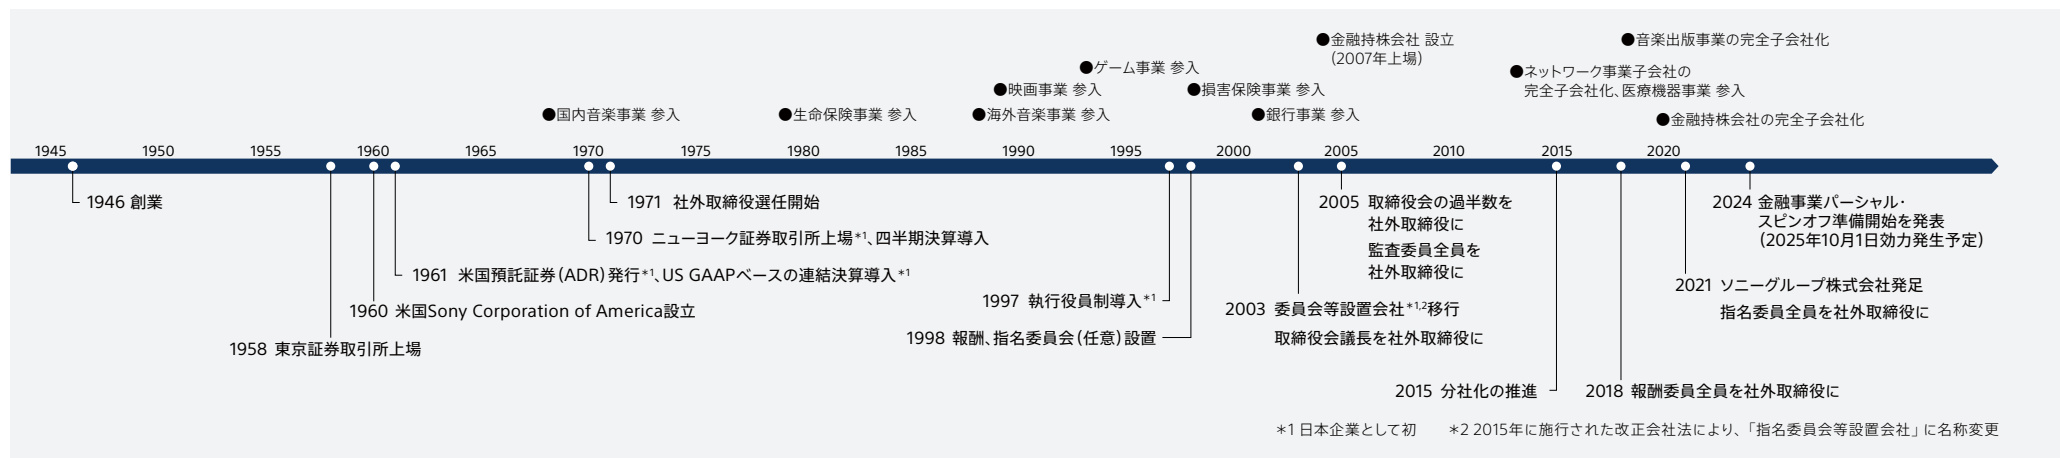 ●金融持株会社 設立
(2007年上場)
●音楽出版事業の完全子会社化
●ゲーム事業 参入
●ネットワーク事業子会社の
完全子会社化、医療機器事業 参入
●映画事業 参入
●損害保険事業 参入
●国内音楽事業 参入
●生命保険事業 参入
●海外音楽事業 参入
●銀行事業 参入
●金融持株会社の完全子会社化
1945 1950 1955 1960 1965 1970 1975 1980 1985 1990 1995 2000 2005 2010 2015 2020
1946 創業
1971 社外取締役選任開始
1970 ニューヨーク証券取引所上場*1、四半期決算導入
1961 米国預託証券(ADR)発行*1、US GAAPベースの連結決算導入*1
1960 米国Sony Corporation of America設立
1958 東京証券取引所上場
1997 執行役員制導入*1
1998 報酬、指名委員会(任意)設置
2005 取締役会の過半数を
社外取締役に
監査委員全員を
社外取締役に
2003 委員会等設置会社*1,2移行
取締役会議長を社外取締役に
2015 分社化の推進
2018 報酬委員全員を社外取締役に
2024 金融事業パーシャル・
スピンオフ準備開始を発表
(2025年10月1日効力発生予定)
2021 ソニーグループ株式会社発足
指名委員全員を社外取締役に
*1 日本企業として初
*2 2015年に施行された改正会社法により、「指名委員会等設置会社」に名称変更